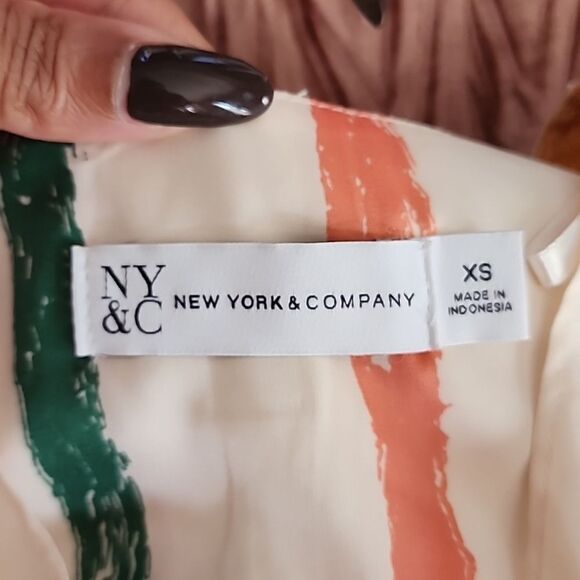 NY
&C
NEW YORK & COMPANY
XS
MADE IN
INDONESIA